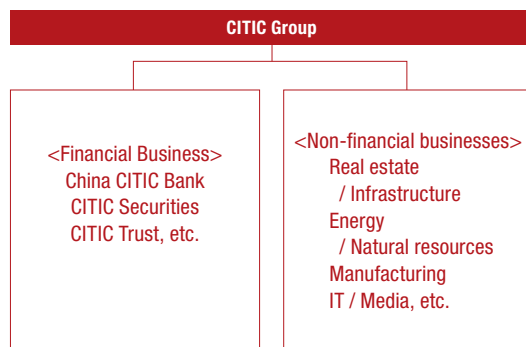 CITIC Group
<Financial Business>
China CITIC Bank
CITIC Securities
CITIC Trust, etc.
<Non-financial businesses>
Real estate
/ Infrastructure
Energy
/ Natural resources
Manufacturing
IT / Media, etc.